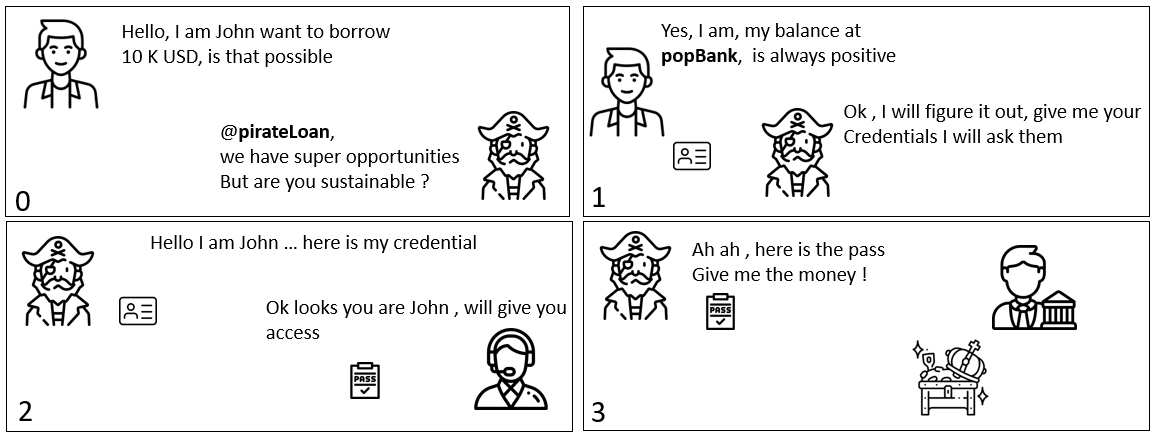 Hello, I am John want to borrow
10 K USD, is that possible
@pirateLoan,
we have super opportunities
But are you sustainable ?
0
Yes, I am, my balance at
popBank,  is always positive
Ok , I will figure it out, give me your
Credentials I will ask them
1
Hello I am John ... here is my credential
Ok looks you are John , will give you
access
PASS
2
Ah ah , here is the pass
Give me the money !
PASS
3